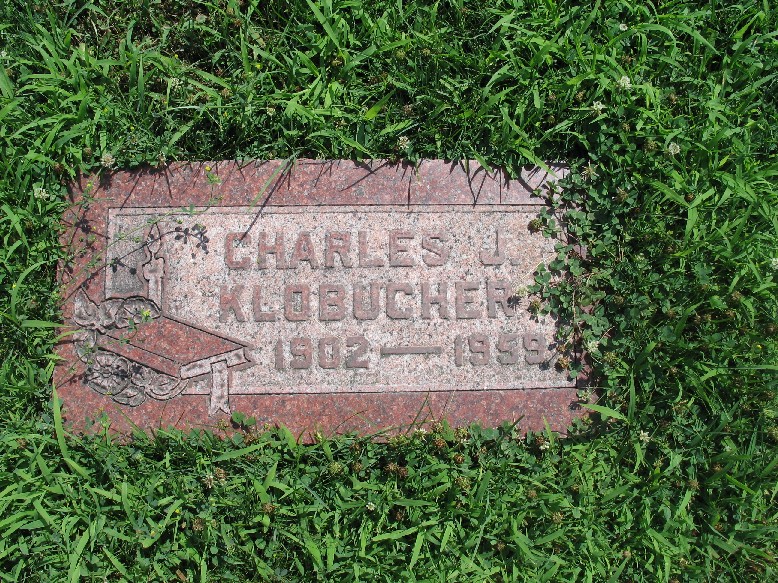 CHARLES J.
KLOBUCHER
1902 — 1959